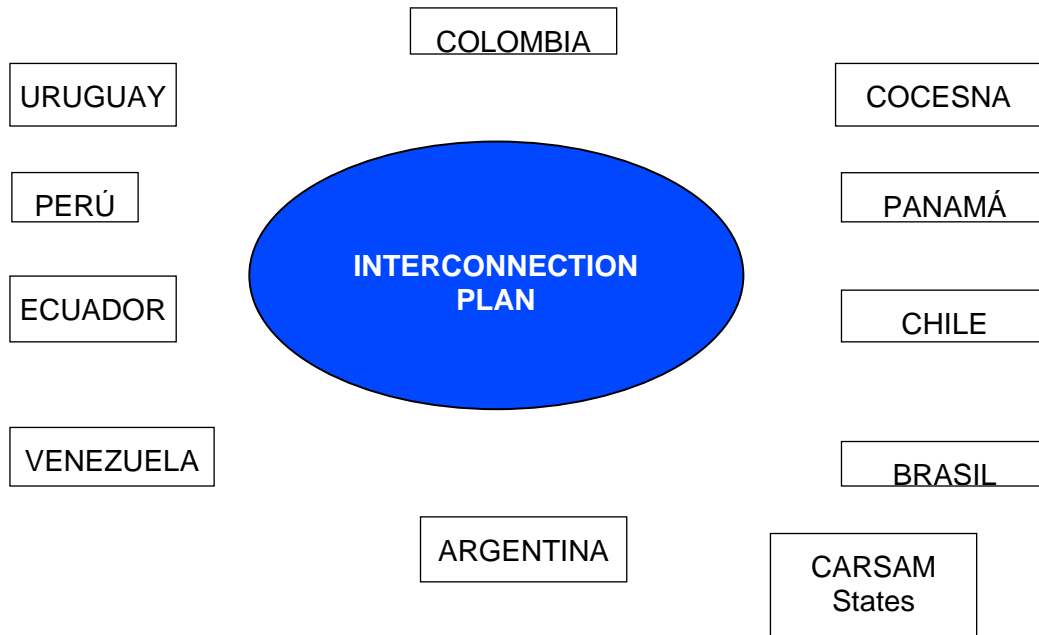 COLOMBIA
URUGUAY
COCESNA
PERÚ
PANAMÁ
INTERCONNECTION
PLAN
ECUADOR
CHILE
VENEZUELA
BRASIL
ARGENTINA
CARSAM
States